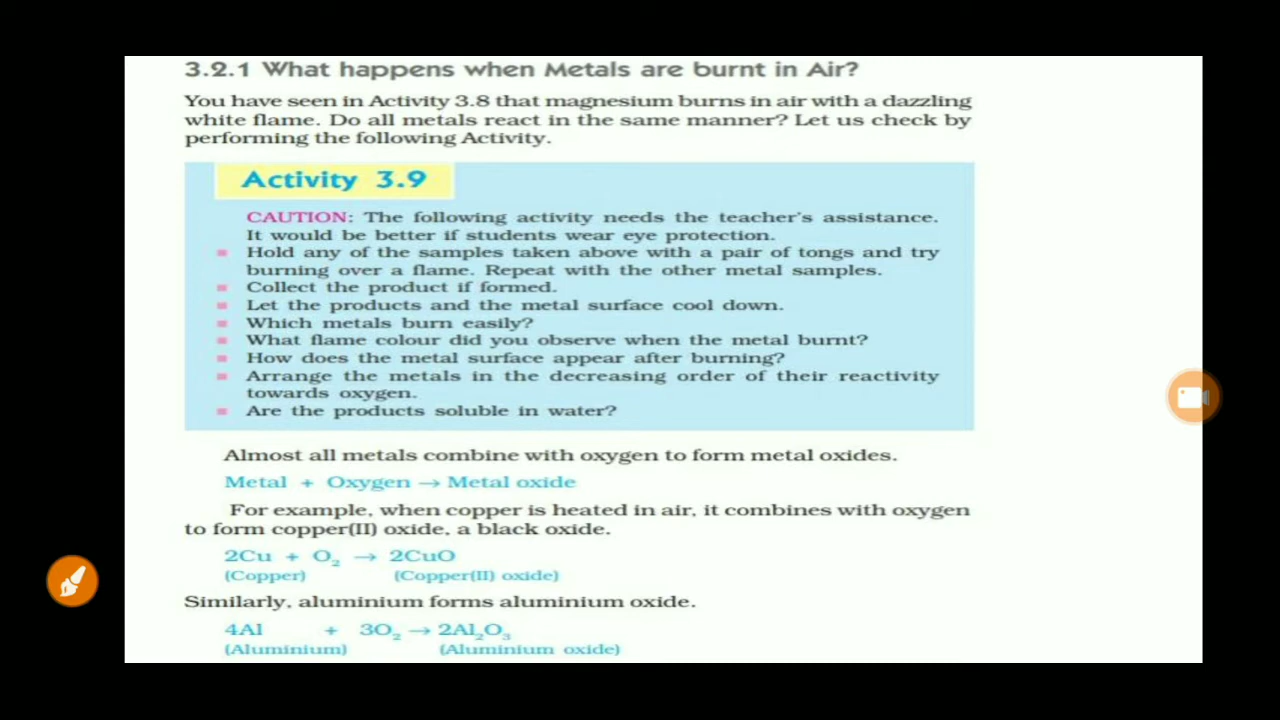 3.2.1 What happens when Metals are burnt in Air?
You have seen in Activity 3.8 that magnesium burns in air with a dazzling
white flame. Do all metals react in the same manner? Let us check by
performing the following Activity.
Activity 3.9
CAUTION: The following activity needs the teacher's assistance.
It would be better if students wear eye protection.
■ Hold any of the samples taken above with a pair of tongs and try
burning over a flame. Repeat with the other metal samples.
■ Collect the product if formed.
■ Let the products and the metal surface cool down.
■ Which metals burn easily?
■ What flame colour did you observe when the metal burnt?
■ How does the metal surface appear after burning?
■ Arrange the metals in the decreasing order of their reactivity
towards oxygen.
■ Are the products soluble in water?
Almost all metals combine with oxygen to form metal oxides.
Metal + Oxygen → Metal oxide
For example, when copper is heated in air, it combines with oxygen
to form copper(II) oxide, a black oxide.
2Cu + O₂ → 2CuO
(Copper) (Copper(II) oxide)
Similarly, aluminium forms aluminium oxide.
4Al + 3O₂ → 2Al₂O₃
(Aluminium) (Aluminium oxide)